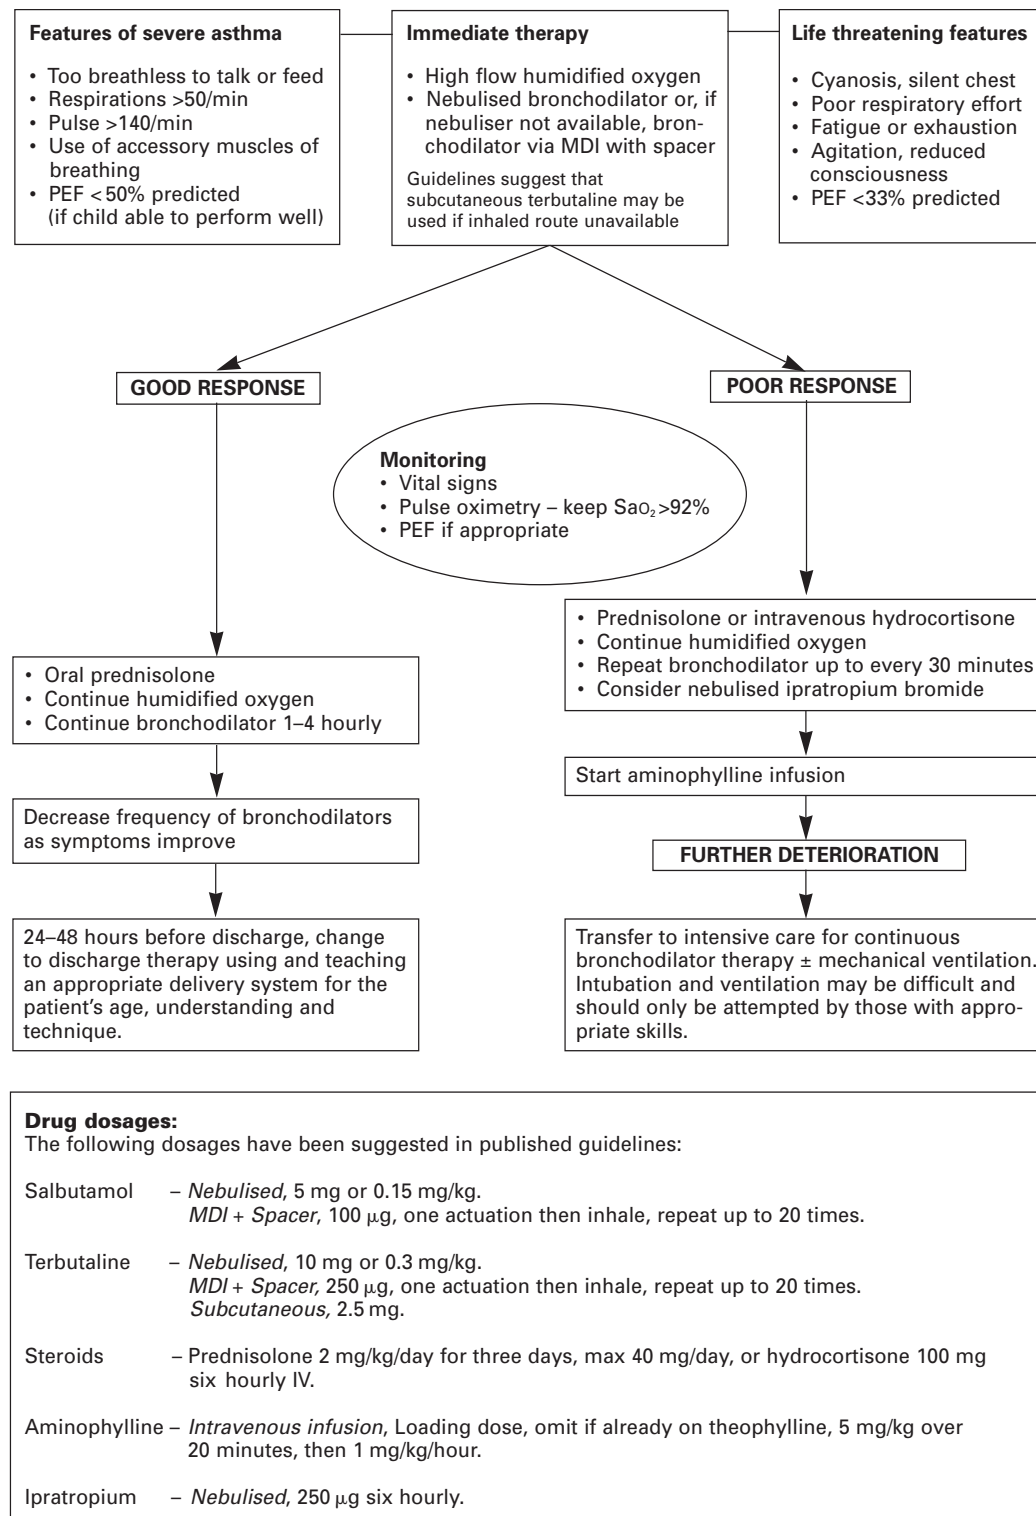 Features of severe asthma
• Too breathless to talk or feed
• Respirations >50/min
• Pulse >140/min
• Use of accessory muscles of
breathing
• PEF <50% predicted
(if child able to perform well)
Immediate therapy
• High flow humidified oxygen
• Nebulised bronchodilator or, if
nebuliser not available, bron-
chodilator via MDI with spacer
Guidelines suggest that
subcutaneous terbutaline may be
used if inhaled route unavailable
Life threatening features
• Cyanosis, silent chest
• Poor respiratory effort
• Fatigue or exhaustion
• Agitation, reduced
consciousness
• PEF <33% predicted
GOOD RESPONSE
POOR RESPONSE
Monitoring
• Vital signs
• Pulse oximetry – keep SaO₂ >92%
• PEF if appropriate
• Oral prednisolone
• Continue humidified oxygen
• Continue bronchodilator 1–4 hourly
Decrease frequency of bronchodilators
as symptoms improve
24–48 hours before discharge, change
to discharge therapy using and teaching
an appropriate delivery system for the
patient's age, understanding and
technique.
• Prednisolone or intravenous hydrocortisone
• Continue humidified oxygen
• Repeat bronchodilator up to every 30 minutes
• Consider nebulised ipratropium bromide
Start aminophylline infusion
FURTHER DETERIORATION
Transfer to intensive care for continuous
bronchodilator therapy ± mechanical ventilation.
Intubation and ventilation may be difficult and
should only be attempted by those with appro-
priate skills.
Drug dosages:
The following dosages have been suggested in published guidelines:
Salbutamol – Nebulised, 5 mg or 0.15 mg/kg.
MDI + Spacer, 100 µg, one actuation then inhale, repeat up to 20 times.
Terbutaline – Nebulised, 10 mg or 0.3 mg/kg.
MDI + Spacer, 250 µg, one actuation then inhale, repeat up to 20 times.
Subcutaneous, 2.5 mg.
Steroids – Prednisolone 2 mg/kg/day for three days, max 40 mg/day, or hydrocortisone 100 mg
six hourly IV.
Aminophylline – Intravenous infusion, Loading dose, omit if already on theophylline, 5 mg/kg over
20 minutes, then 1 mg/kg/hour.
Ipratropium – Nebulised, 250 µg six hourly.